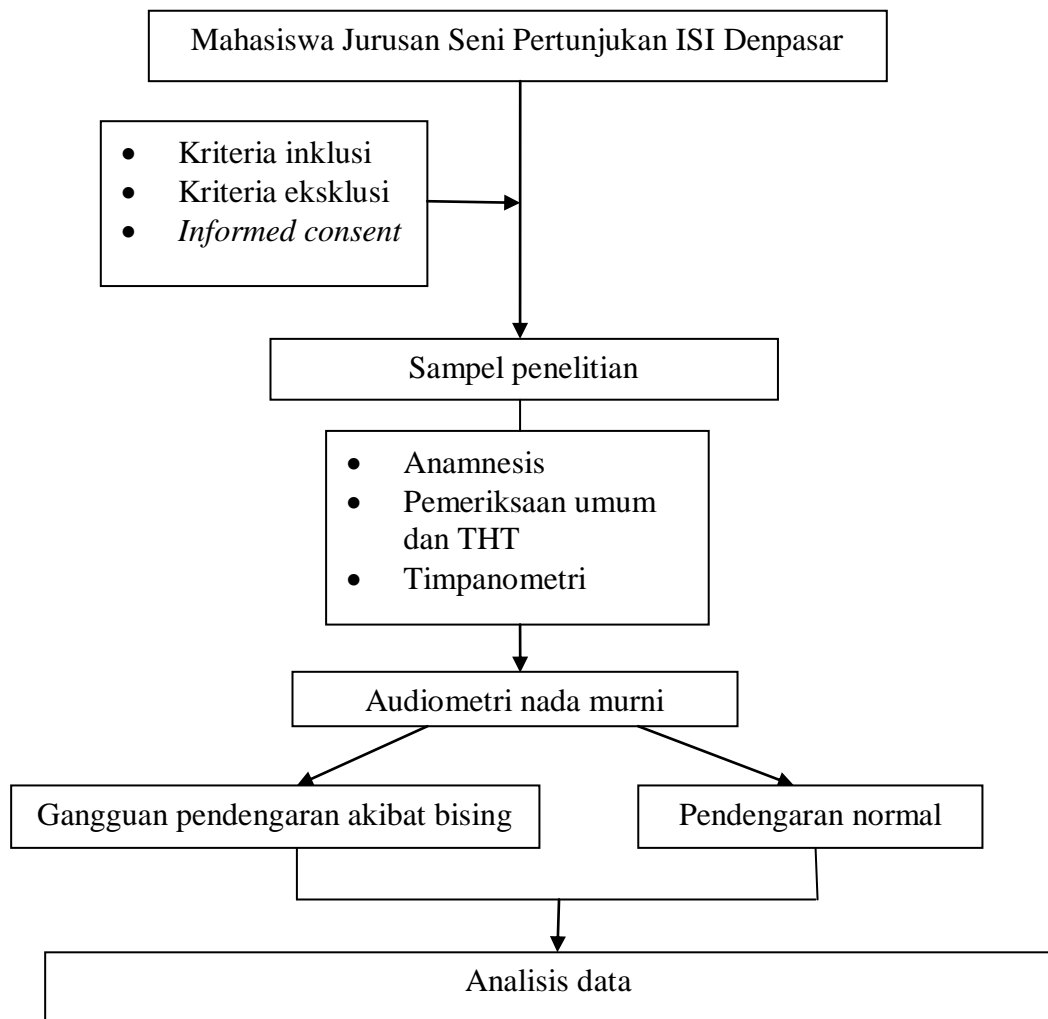 Mahasiswa Jurusan Seni Pertunjukan ISI Denpasar
• Kriteria inklusi
• Kriteria eksklusi
• Informed consent
Sampel penelitian
• Anamnesis
• Pemeriksaan umum
dan THT
• Timpanometri
Audiometri nada murni
Gangguan pendengaran akibat bising
Pendengaran normal
Analisis data